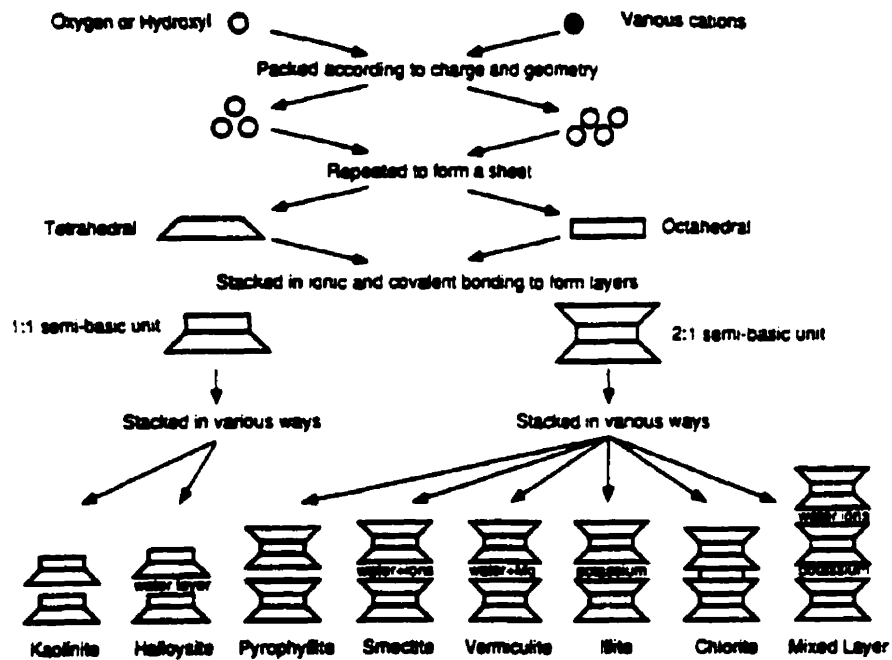 Oxygen or Hydroxyl
Various cations
Packed according to charge and geometry
Repeated to form a sheet
Tetrahedral
Octahedral
Stacked in ionic and covalent bonding to form layers
1:1 semi-basic unit
2:1 semi-basic unit
Stacked in various ways
Stacked in various ways
water ions
water layer
water+ions
water+Mg
potassium
potassium
Kaolinite
Halloysite
Pyrophyllite
Smectite
Vermiculite
Illite
Chlorite
Mixed Layer